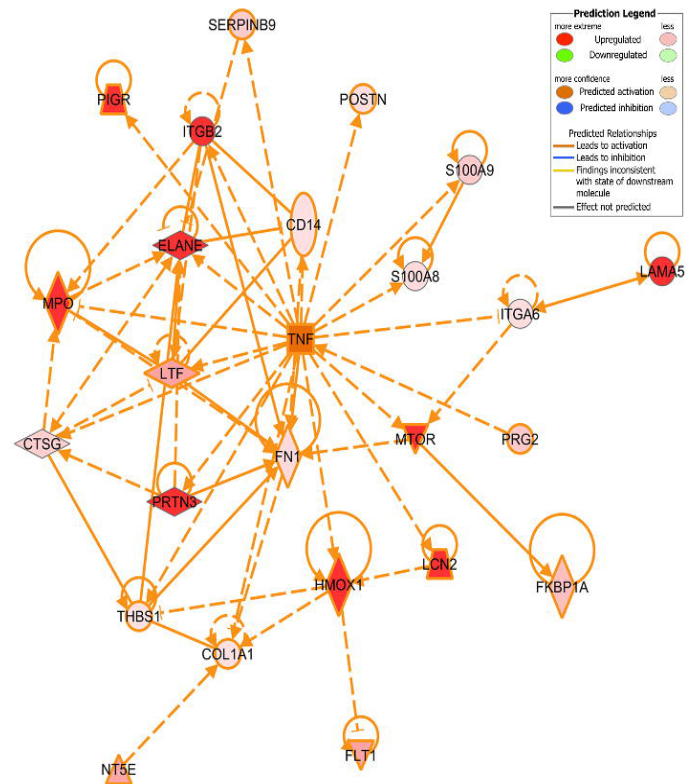 SERPINB9
PIGR
POSTN
ITGB2
S100A9
CD14
ELANE
S100A8
LAMA5
MPO
ITGA6
TNF
LTF
CTSG
MTOR
PRG2
FN1
PRTN3
LCN2
HMOX1
FKBP1A
THBS1
COL1A1
FLT1
NT5E
Prediction Legend
more extreme less
Upregulated
Downregulated
more confidence less
Predicted activation
Predicted inhibition
Predicted Relationships
Leads to activation
Leads to inhibition
Findings inconsistent
with state of downstream
molecule
Effect not predicted